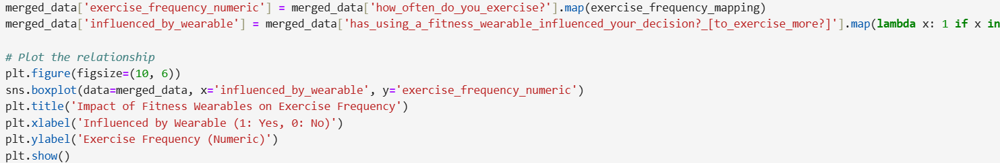 merged_data['exercise_frequency_numeric'] = merged_data['how_often_do_you_exercise?'].map(exercise_frequency_mapping)
merged_data['influenced_by_wearable'] = merged_data['has_using_a_fitness_wearable_influenced_your_decision?_[to_exercise_more?]'].map(lambda x: 1 if x in
# Plot the relationship
plt.figure(figsize=(10, 6))
sns.boxplot(data=merged_data, x='influenced_by_wearable', y='exercise_frequency_numeric')
plt.title('Impact of Fitness Wearables on Exercise Frequency')
plt.xlabel('Influenced by Wearable (1: Yes, 0: No)')
plt.ylabel('Exercise Frequency (Numeric)')
plt.show()